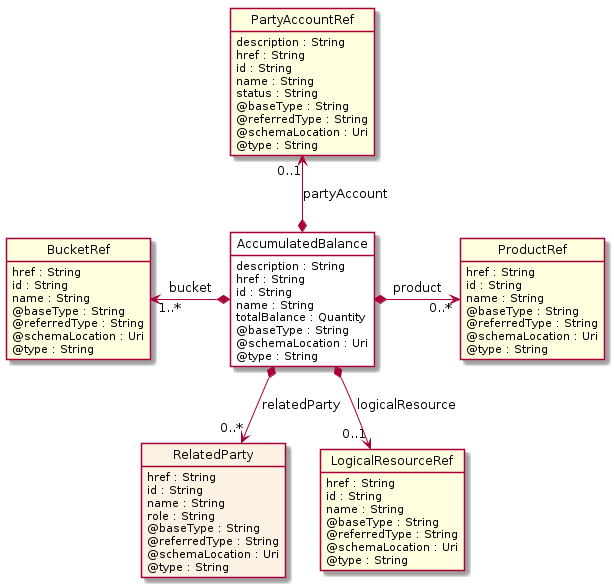 PartyAccountRef
description : String
href : String
id : String
name : String
status : String
@baseType : String
@referredType : String
@schemaLocation : Uri
@type : String
0..1
partyAccount
BucketRef
href : String
id : String
name : String
@baseType : String
@referredType : String
@schemaLocation : Uri
@type : String
bucket
1..*
AccumulatedBalance
description : String
href : String
id : String
name : String
totalBalance : Quantity
@baseType : String
@schemaLocation : Uri
@type : String
product
0..*
ProductRef
href : String
id : String
name : String
@baseType : String
@referredType : String
@schemaLocation : Uri
@type : String
relatedParty
0..*
logicalResource
0..1
RelatedParty
href : String
id : String
name : String
role : String
@baseType : String
@referredType : String
@schemaLocation : Uri
@type : String
LogicalResourceRef
href : String
id : String
name : String
@baseType : String
@referredType : String
@schemaLocation : Uri
@type : String